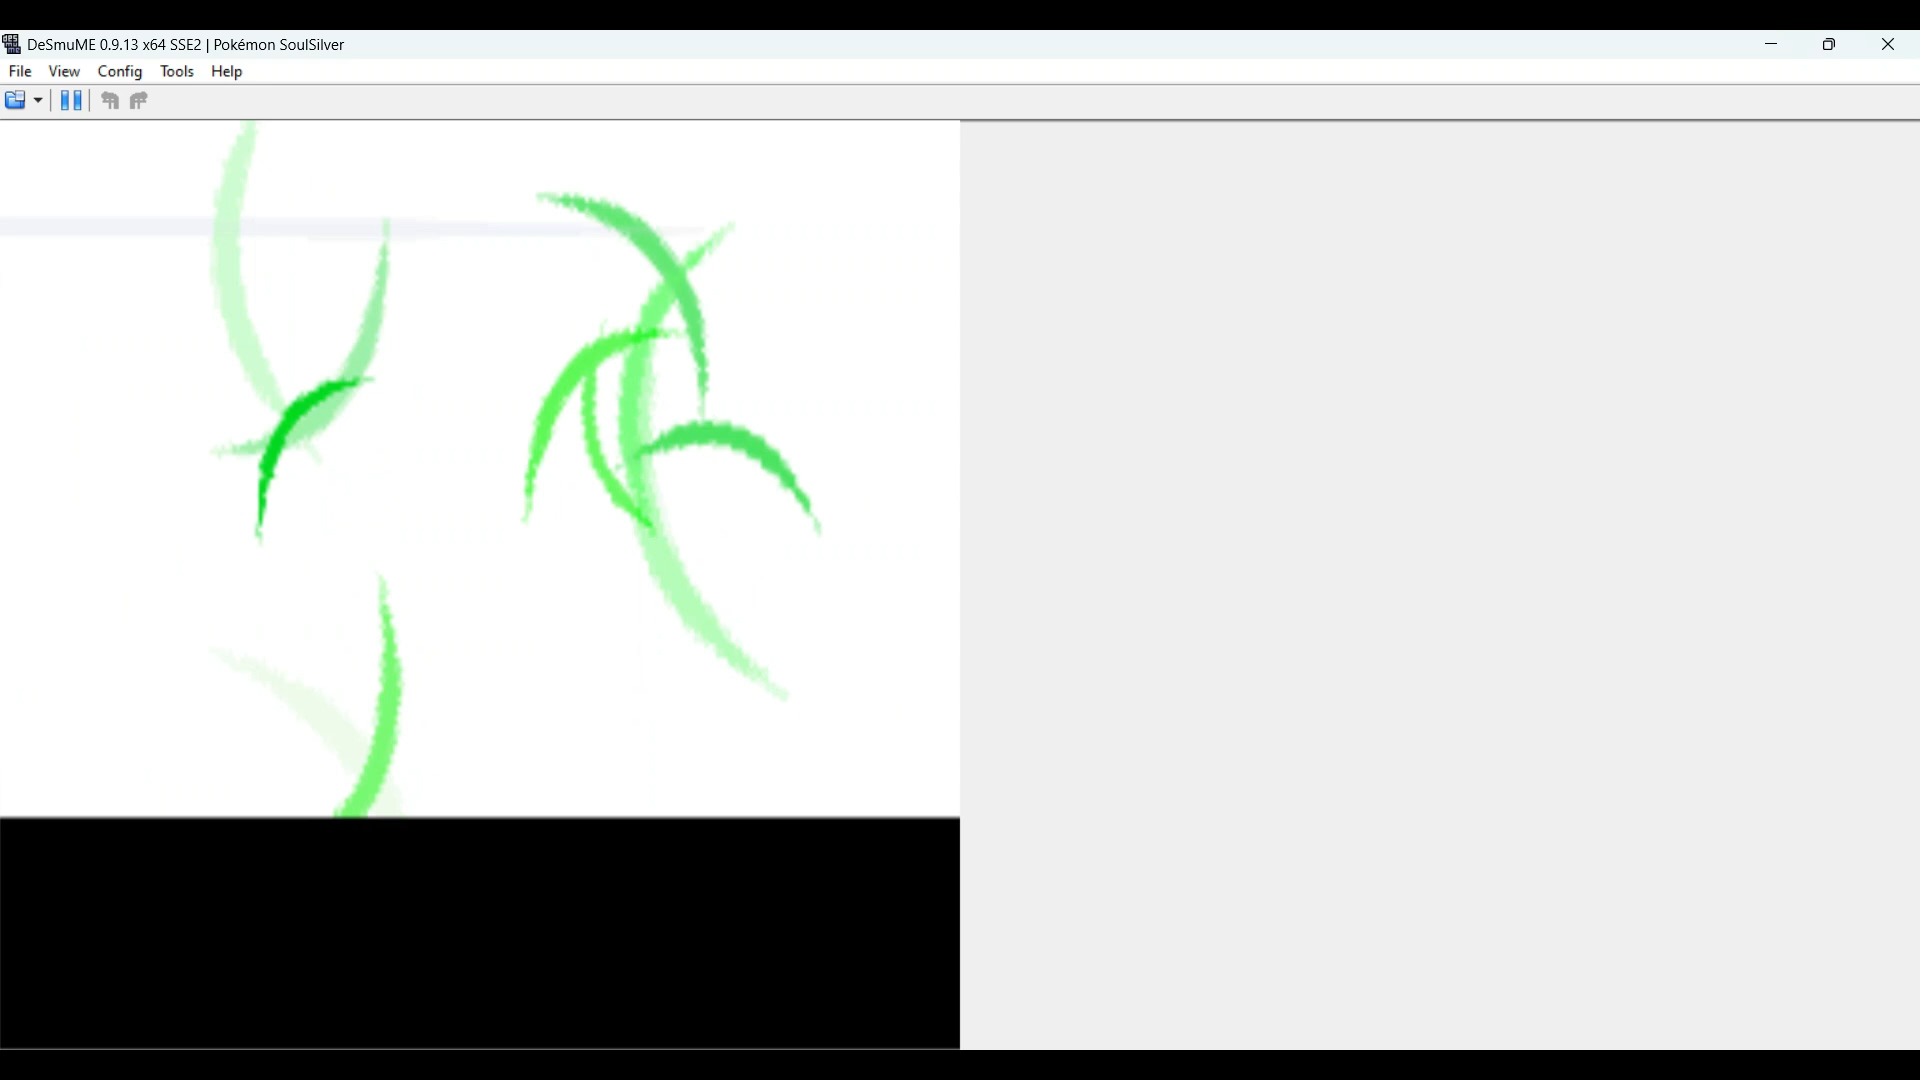 DeSmuME 0.9.13 x64 SSE2 | Pokémon SoulSilver
File View Config Tools Help